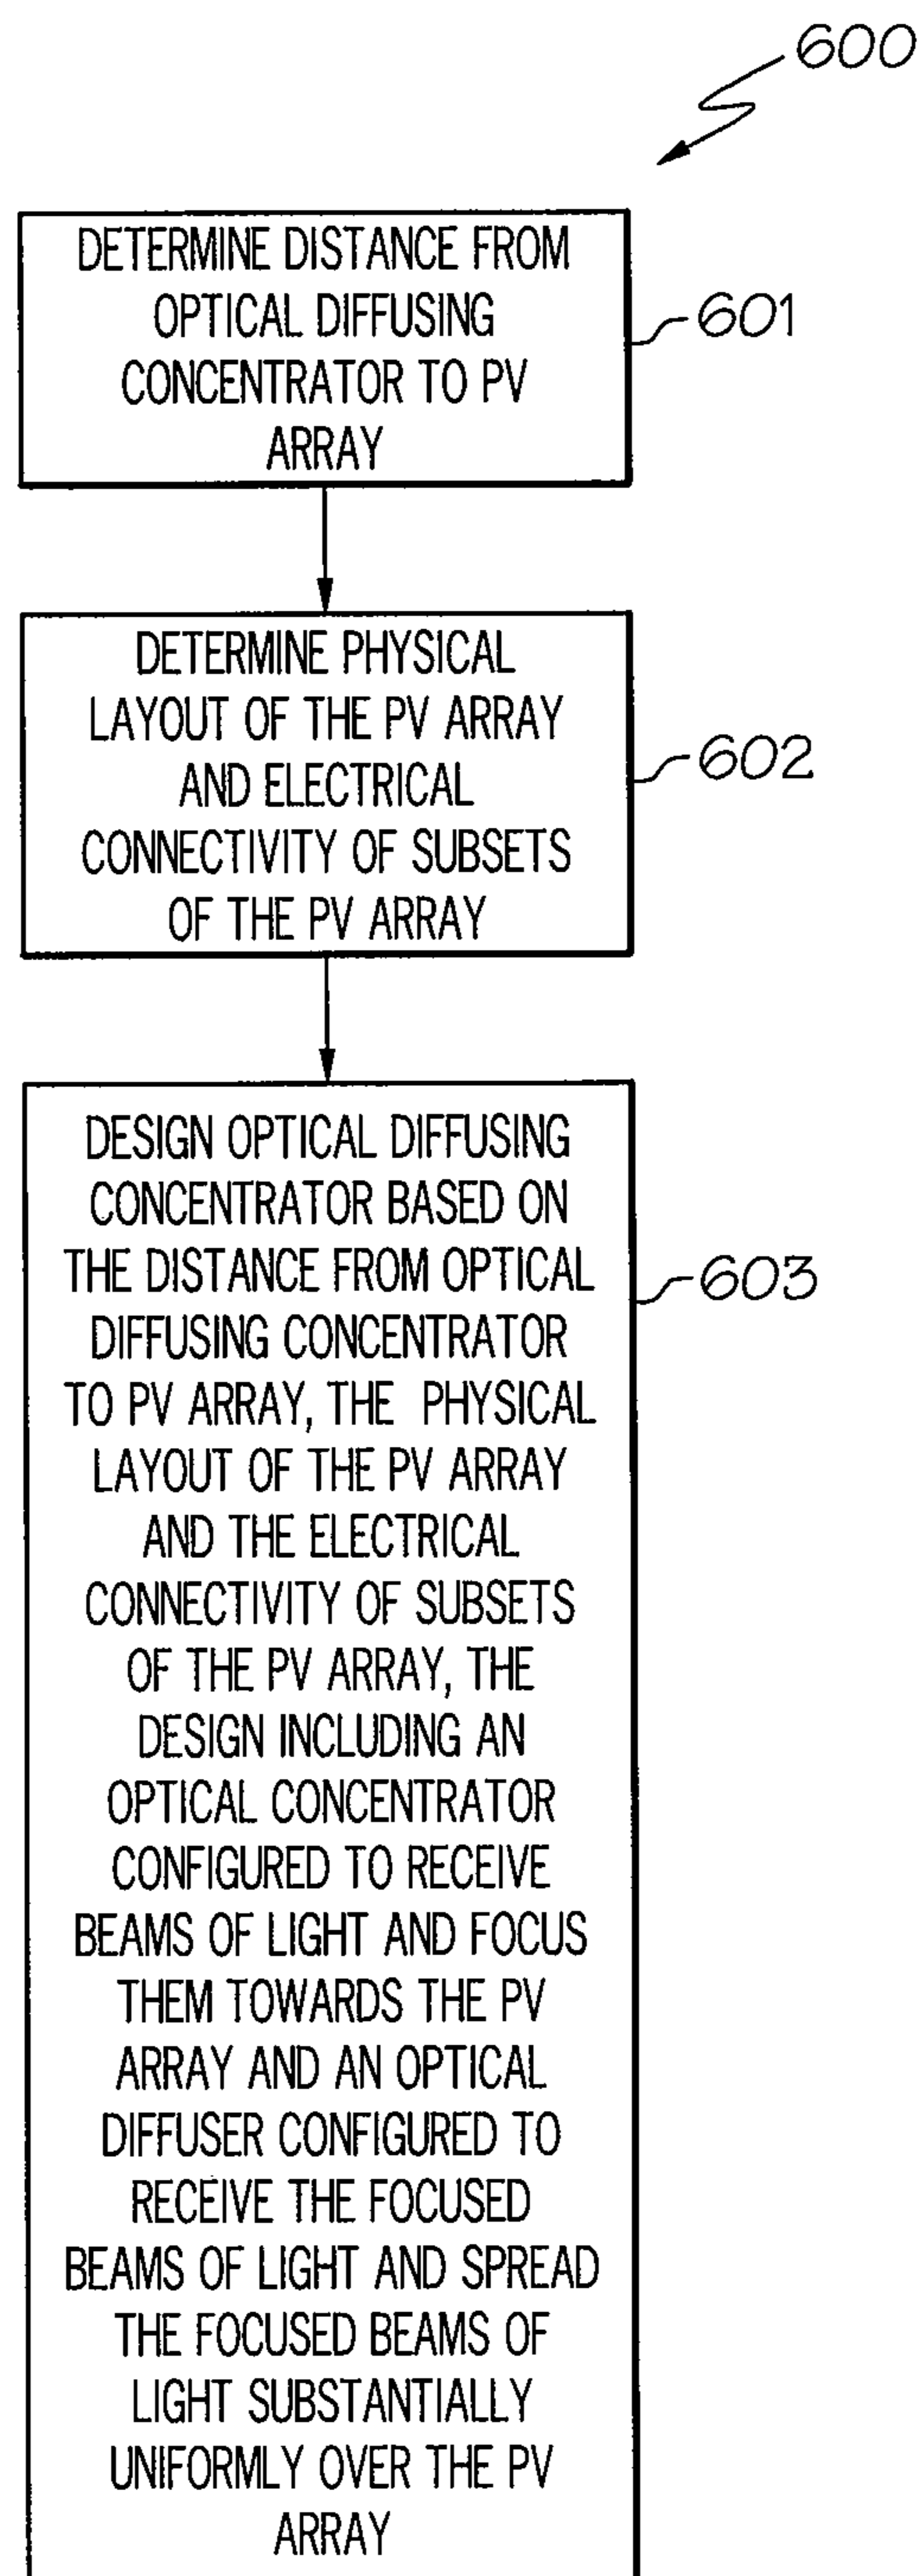 600
DETERMINE DISTANCE FROM
OPTICAL DIFFUSING
CONCENTRATOR TO PV
ARRAY
601
DETERMINE PHYSICAL
LAYOUT OF THE PV ARRAY
AND ELECTRICAL
CONNECTIVITY OF SUBSETS
OF THE PV ARRAY
602
DESIGN OPTICAL DIFFUSING
CONCENTRATOR BASED ON
THE DISTANCE FROM OPTICAL
DIFFUSING CONCENTRATOR
TO PV ARRAY, THE PHYSICAL
LAYOUT OF THE PV ARRAY
AND THE ELECTRICAL
CONNECTIVITY OF SUBSETS
OF THE PV ARRAY, THE
DESIGN INCLUDING AN
OPTICAL CONCENTRATOR
CONFIGURED TO RECEIVE
BEAMS OF LIGHT AND FOCUS
THEM TOWARDS THE PV
ARRAY AND AN OPTICAL
DIFFUSER CONFIGURED TO
RECEIVE THE FOCUSED
BEAMS OF LIGHT AND SPREAD
THE FOCUSED BEAMS OF
LIGHT SUBSTANTIALLY
UNIFORMLY OVER THE PV
ARRAY
603